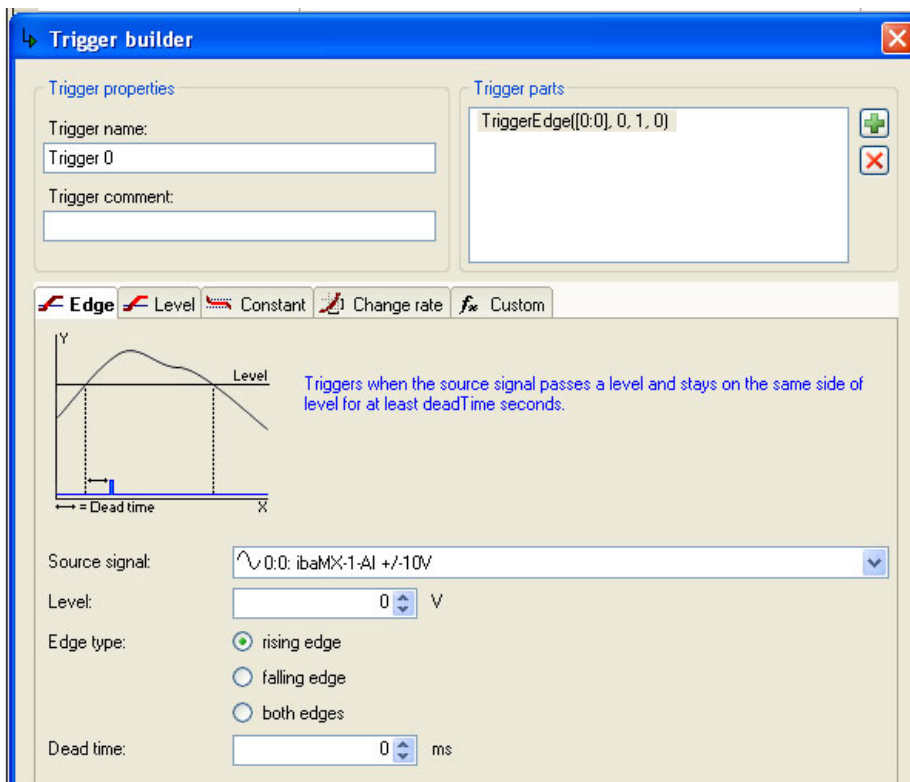 Trigger builder
Trigger properties
Trigger name:
Trigger 0
Trigger comment:
Trigger parts
TriggerEdge([0:0], 0, 1, 0)
Edge Level Constant Change rate fx Custom
Y
Level
↔ = Dead time X
Triggers when the source signal passes a level and stays on the same side of
level for at least deadTime seconds.
Source signal: 0:0: ibaMX-1-AI +/-10V
Level: 0 V
Edge type: rising edge
falling edge
both edges
Dead time: 0 ms